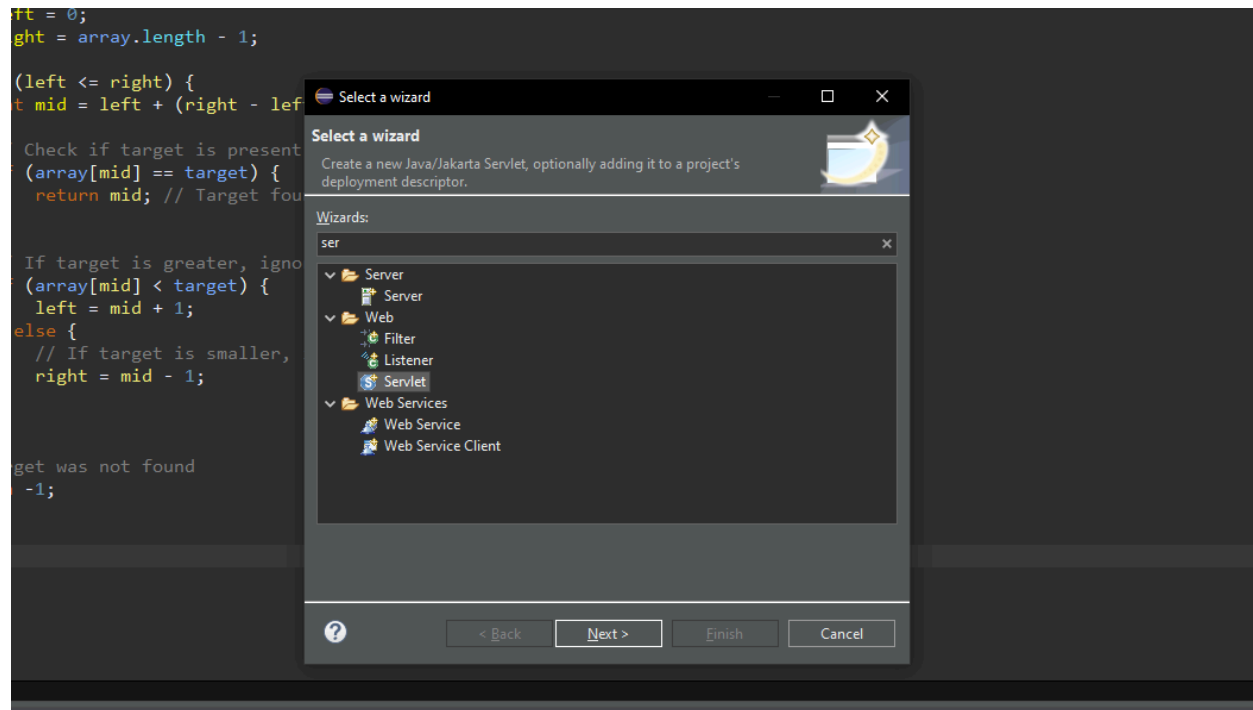 ft = 0;
ght = array.length - 1;
(left <= right) {
t mid = left + (right - lef
Check if target is present
(array[mid] == target) {
return mid; // Target fou
If target is greater, igno
(array[mid] < target) {
left = mid + 1;
else {
// If target is smaller,
right = mid - 1;
get was not found
-1;
Select a wizard
Select a wizard
Create a new Java/Jakarta Servlet, optionally adding it to a project's
deployment descriptor.
Wizards:
ser
Server
Server
Web
Filter
Listener
Servlet
Web Services
Web Service
Web Service Client
< Back Next > Finish Cancel